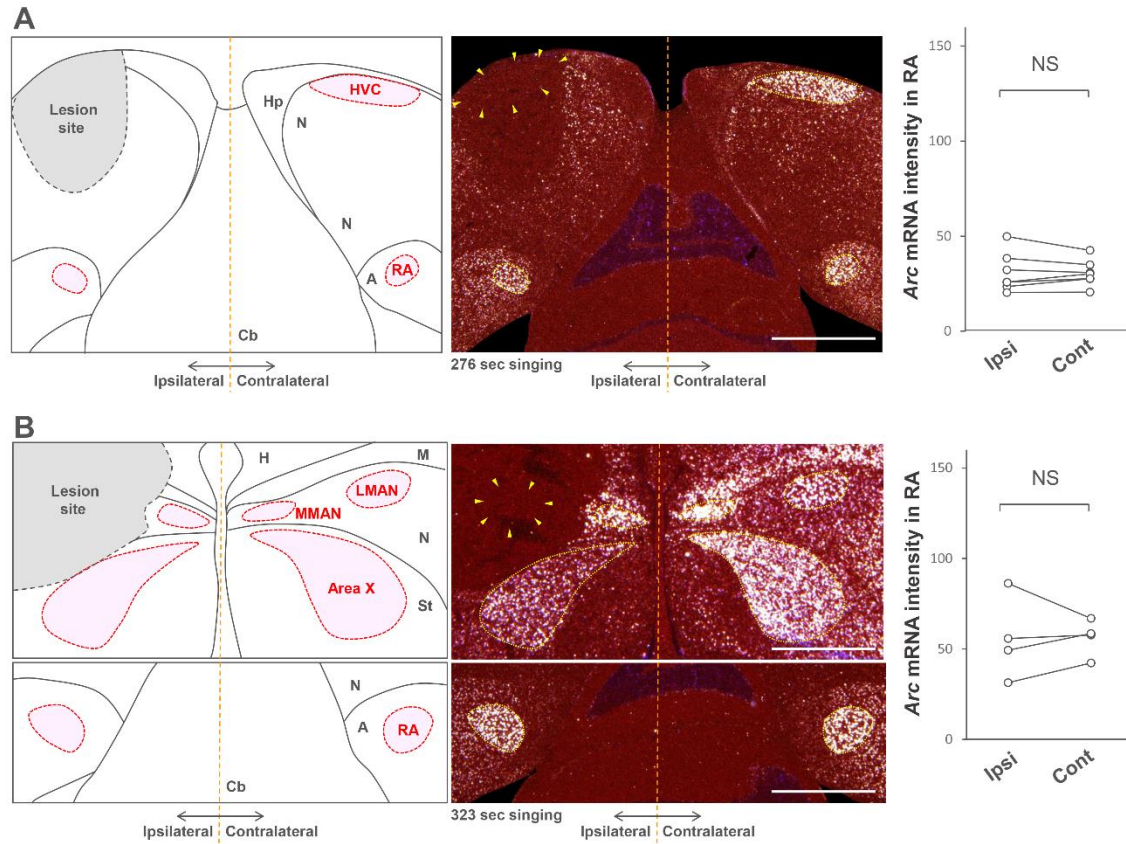 A
Lesion
site
Hp
HVC
N
N
A
RA
Cb
Ipsilateral
Contralateral
276 sec singing
Ipsilateral
Contralateral
Arc mRNA intensity in RA
150
100
50
0
NS
Ipsi
Cont
B
Lesion
site
H
M
LMAN
MMAN
N
Area X
St
N
A
RA
Cb
Ipsilateral
Contralateral
323 sec singing
Ipsilateral
Contralateral
Arc mRNA intensity in RA
150
100
50
0
NS
Ipsi
Cont